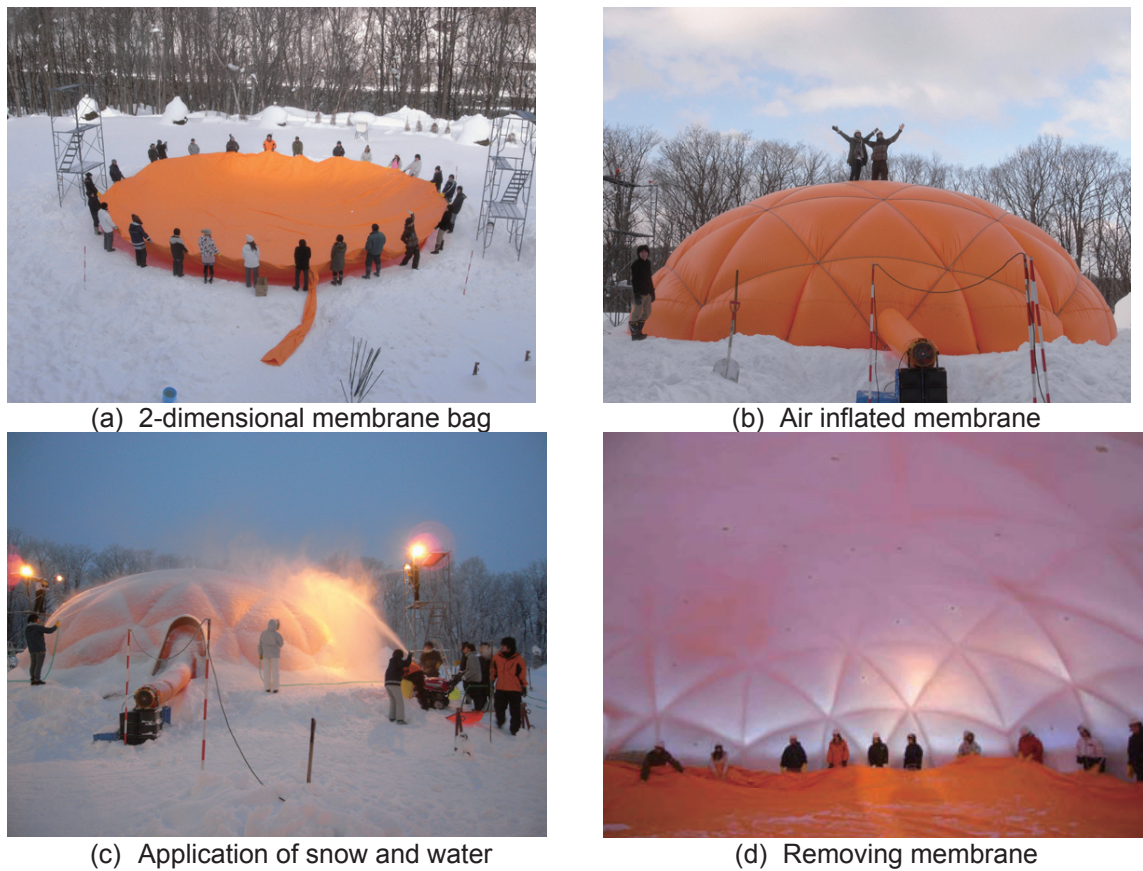 (a) 2-dimensional membrane bag
(b) Air inflated membrane
(c) Application of snow and water
(d) Removing membrane